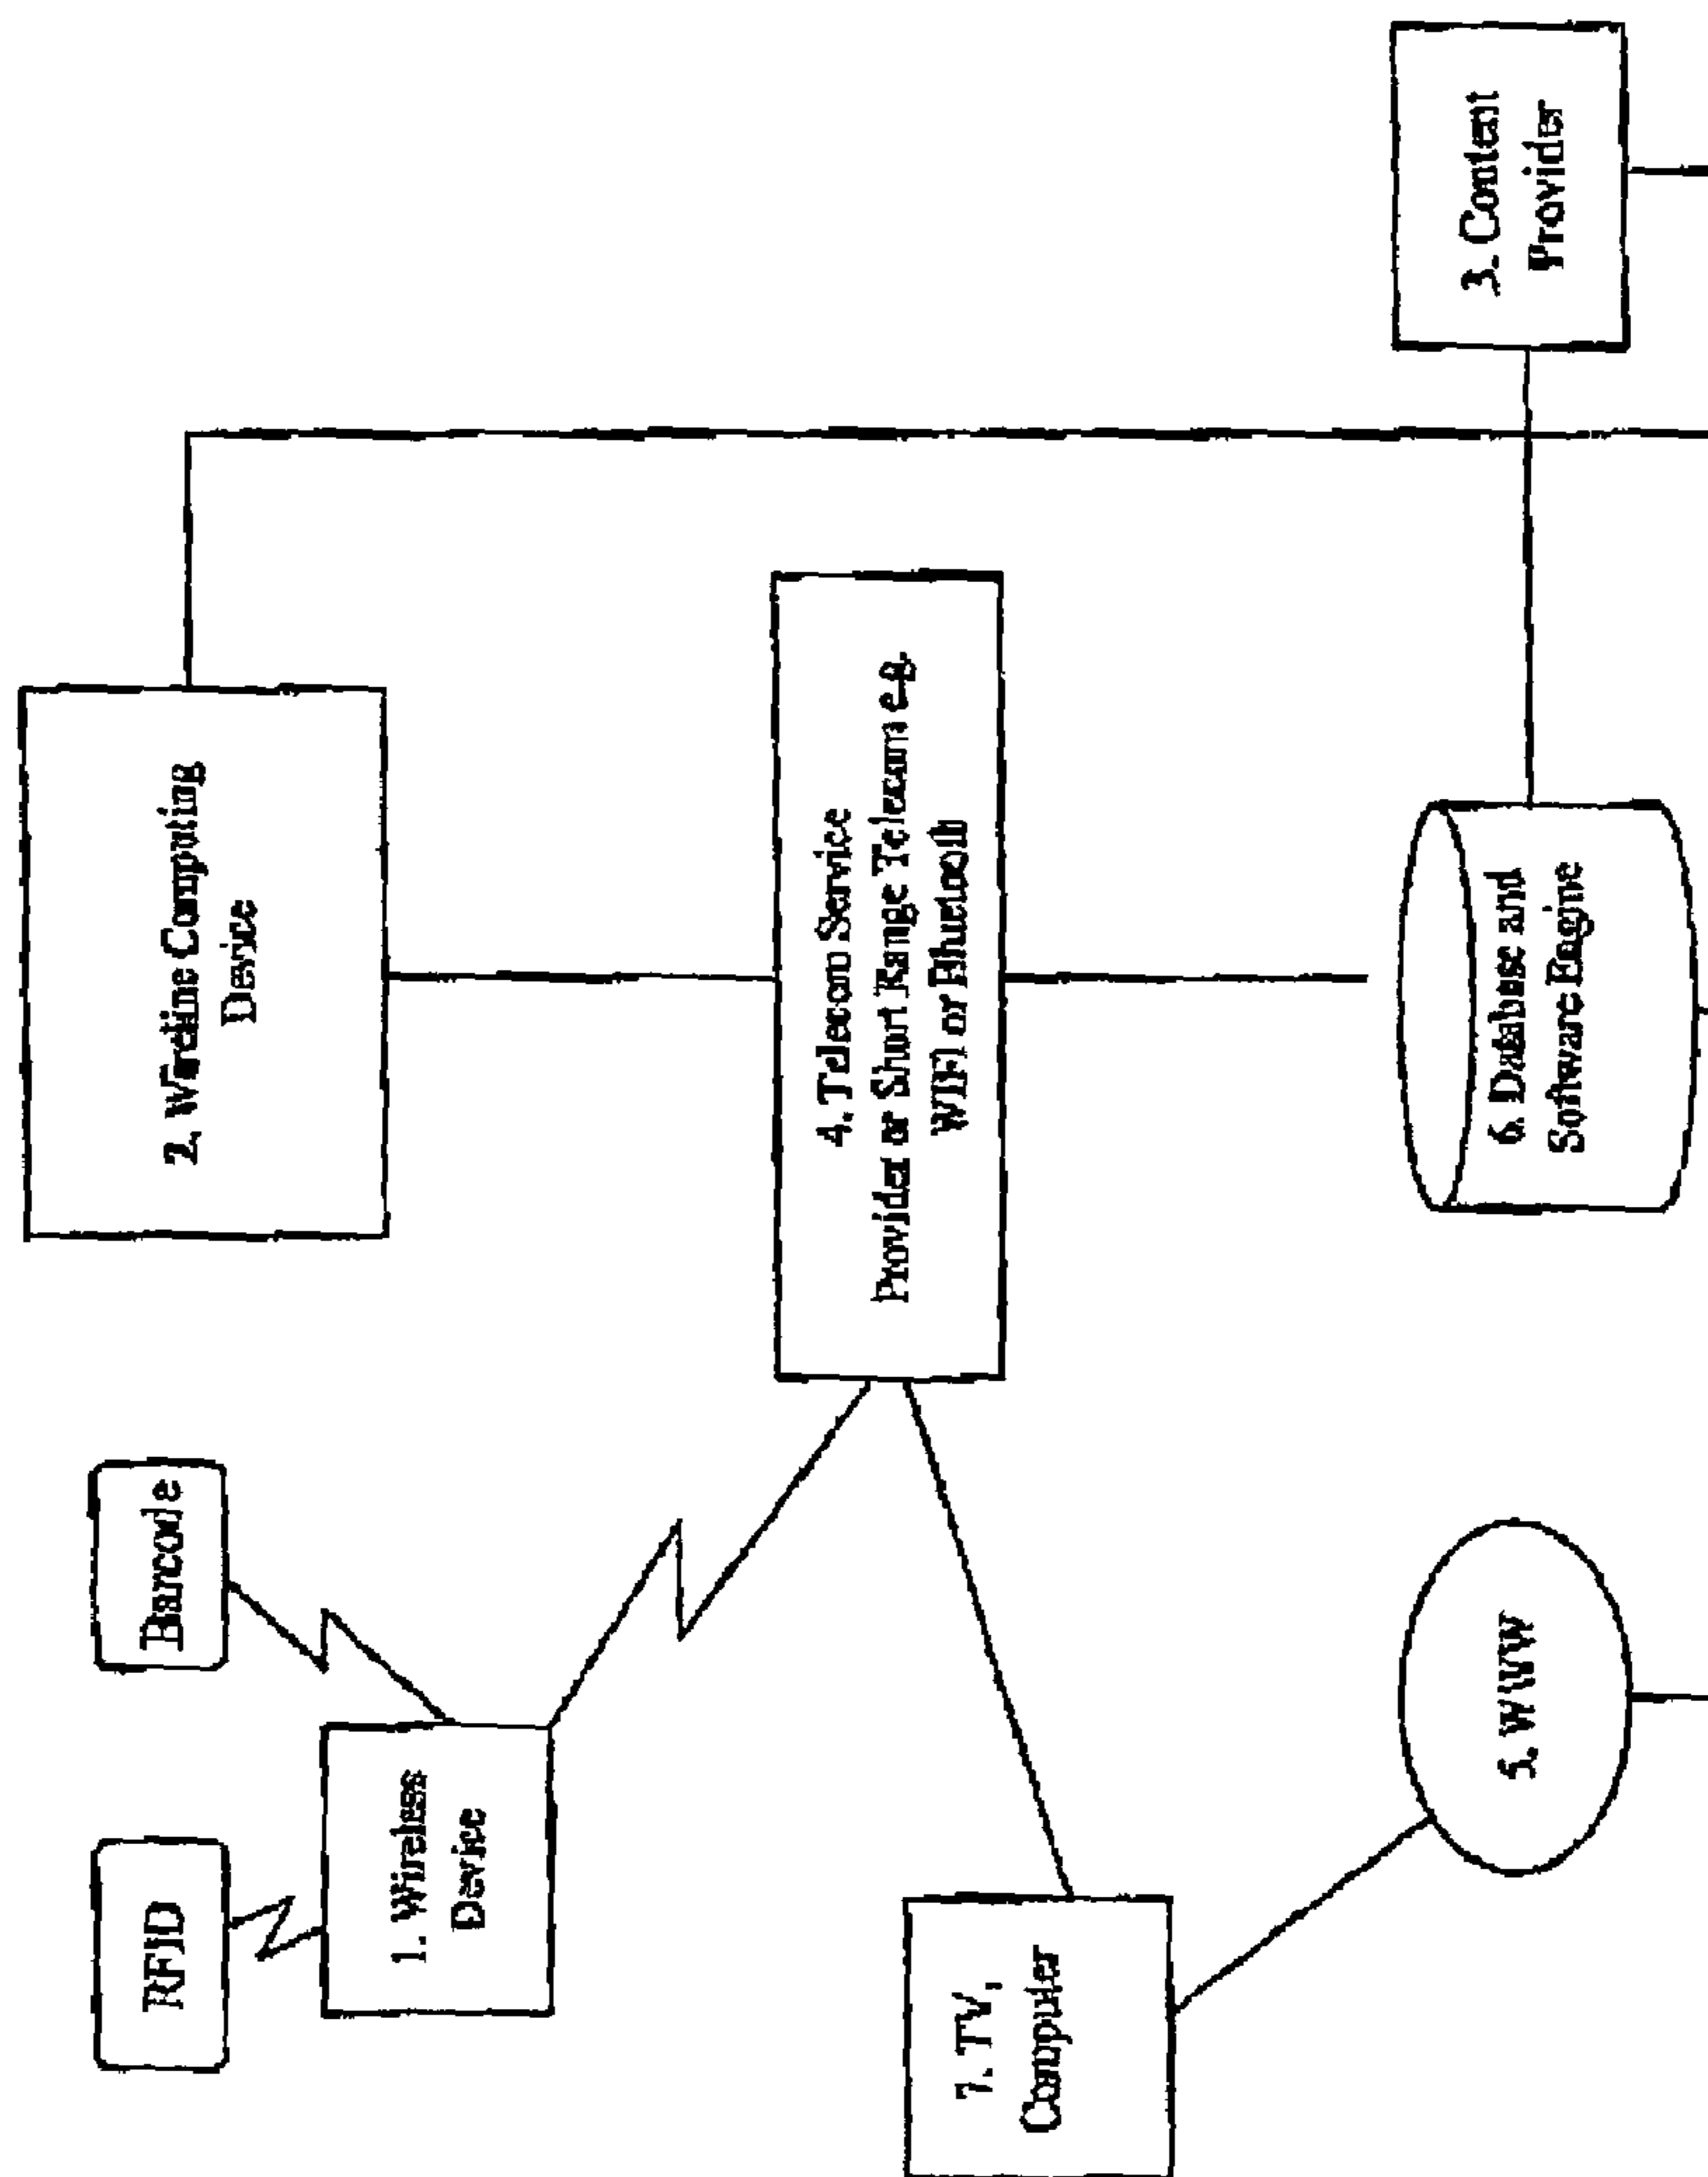 RFID
Barcode
1. Wireless
Device
2. Wireline Computing
Device
7. TV,
Computer
4. Telecom Service
Provider or Short Range Telecom e.g.
WIFI or Bluetooth
5. WWW
6. Database and
Software Engine
3. Content
Provider